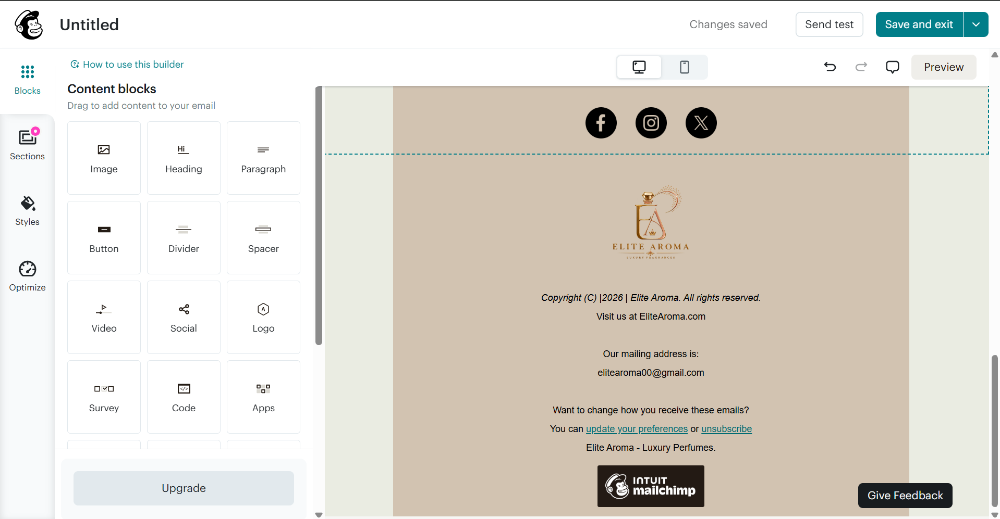 Untitled
Changes saved
Send test
Save and exit
How to use this builder
Preview
Blocks
Content blocks
Drag to add content to your email
Sections
Styles
Optimize
Image
Hi
Heading
Paragraph
Button
Divider
Spacer
Video
Social
A
Logo
Survey
</>
Code
Apps
Upgrade
EA
ELITE AROMA
LUXURY FRAGRANCES
Copyright (C) |2026 | Elite Aroma. All rights reserved.
Visit us at EliteAroma.com
Our mailing address is:
elitearoma00@gmail.com
Want to change how you receive these emails?
You can update your preferences or unsubscribe
Elite Aroma - Luxury Perfumes.
INTUIT
mailchimp
Give Feedback